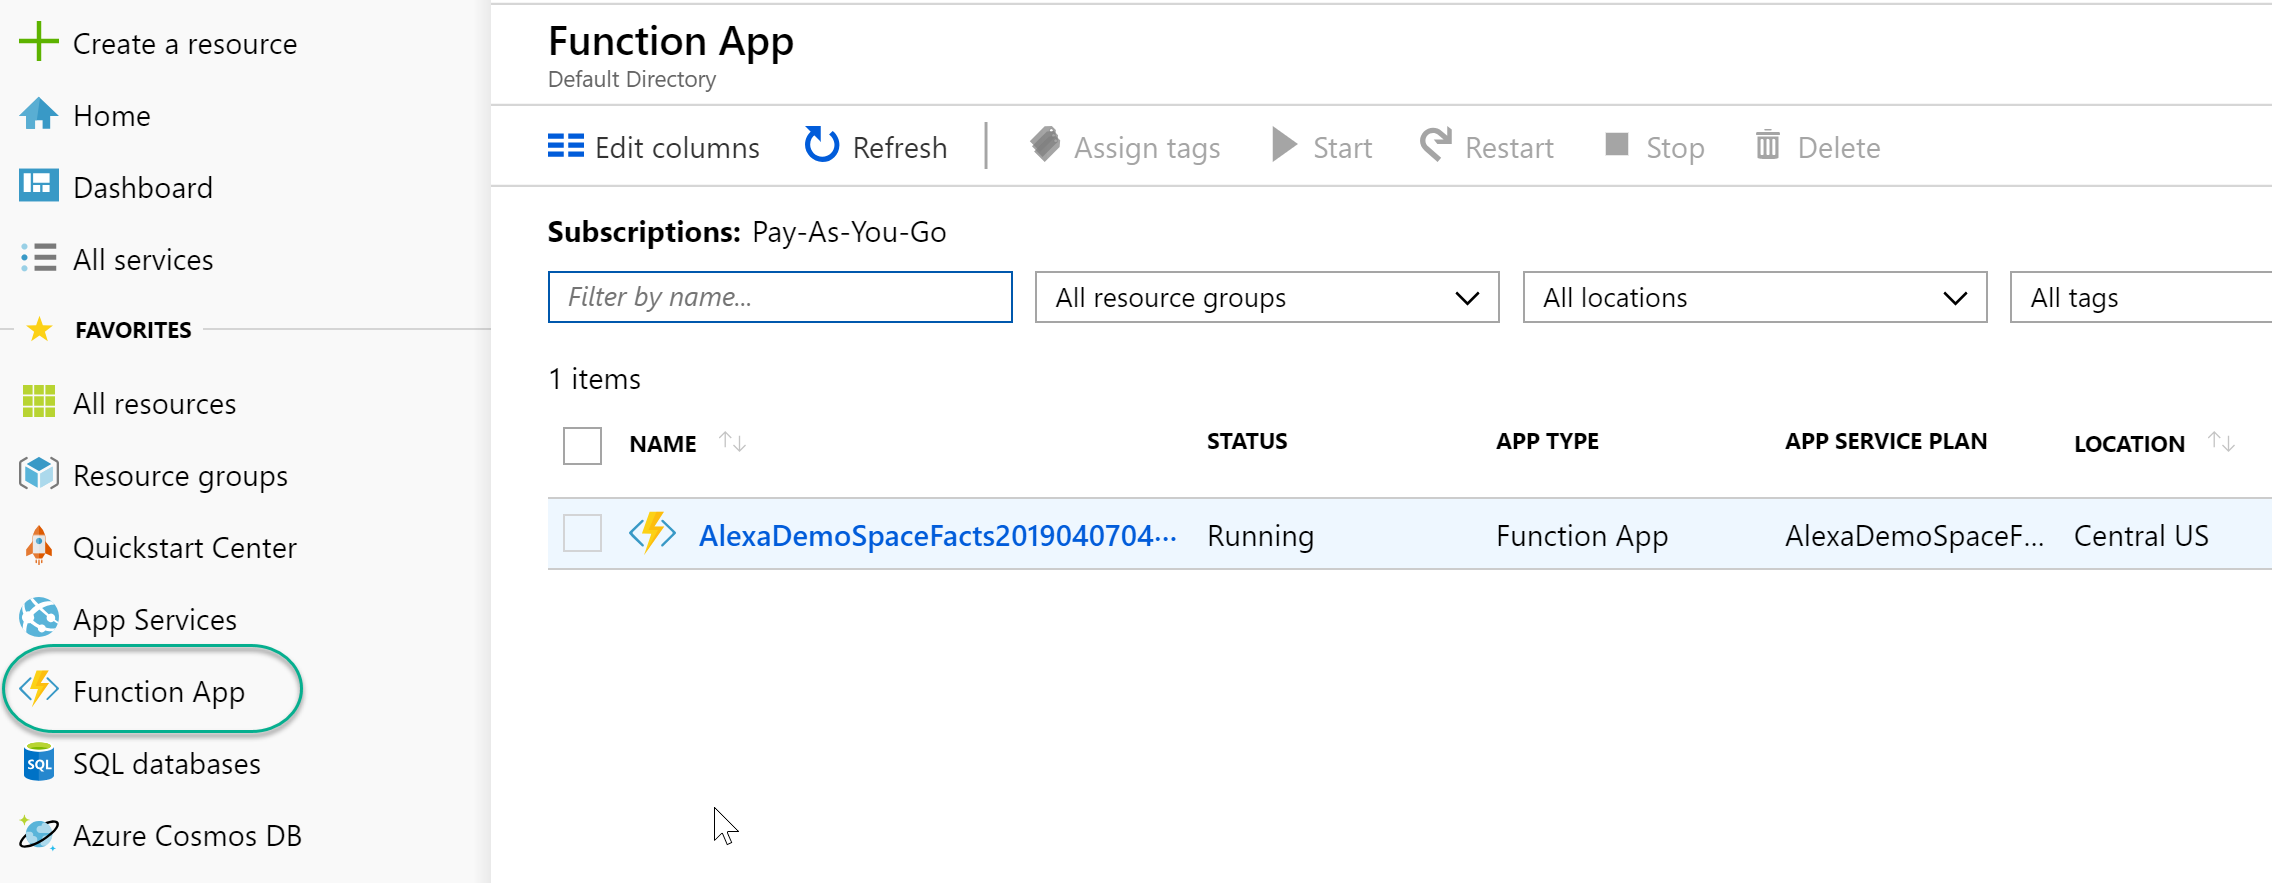 Create a resource
Home
Dashboard
All services
FAVORITES
All resources
Resource groups
Quickstart Center
App Services
Function App
SQL databases
SQL
Azure Cosmos DB
Function App
Default Directory
Edit columns Refresh Assign tags Start Restart Stop Delete
Subscriptions: Pay-As-You-Go
Filter by name... All resource groups All locations All tags
1 items
NAME STATUS APP TYPE APP SERVICE PLAN LOCATION
AlexaDemoSpaceFacts2019040704··· Running Function App AlexaDemoSpaceF... Central US